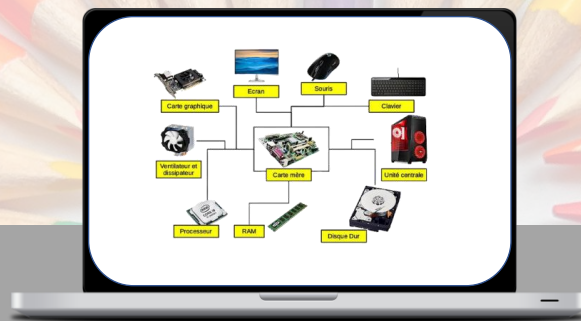 Ecran
Souris
Carte graphique
Clavier
Ventilateur et
dissipateur
Carte mère
Unité centrale
Processeur
RAM
Disque Dur